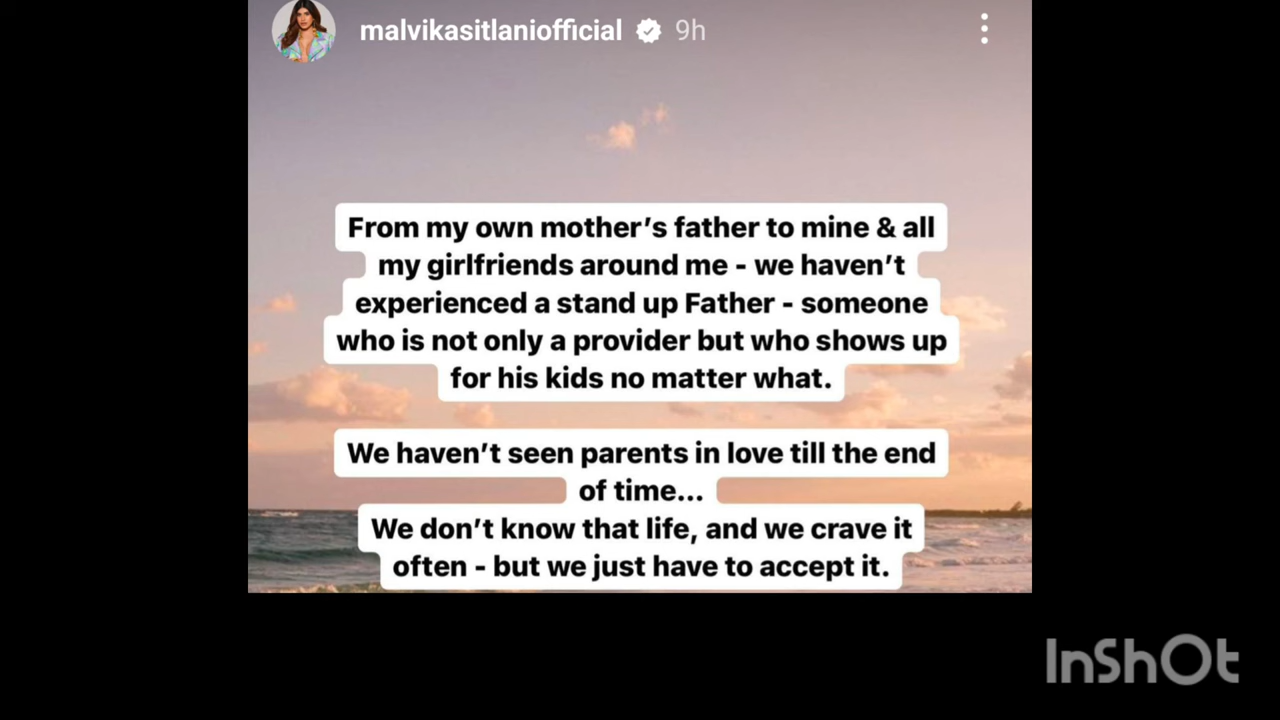 malvikasitlaniofficial 9h
From my own mother’s father to mine & all
my girlfriends around me - we haven’t
experienced a stand up Father - someone
who is not only a provider but who shows up
for his kids no matter what.
We haven’t seen parents in love till the end
of time...
We don’t know that life, and we crave it
often - but we just have to accept it.
InShOt